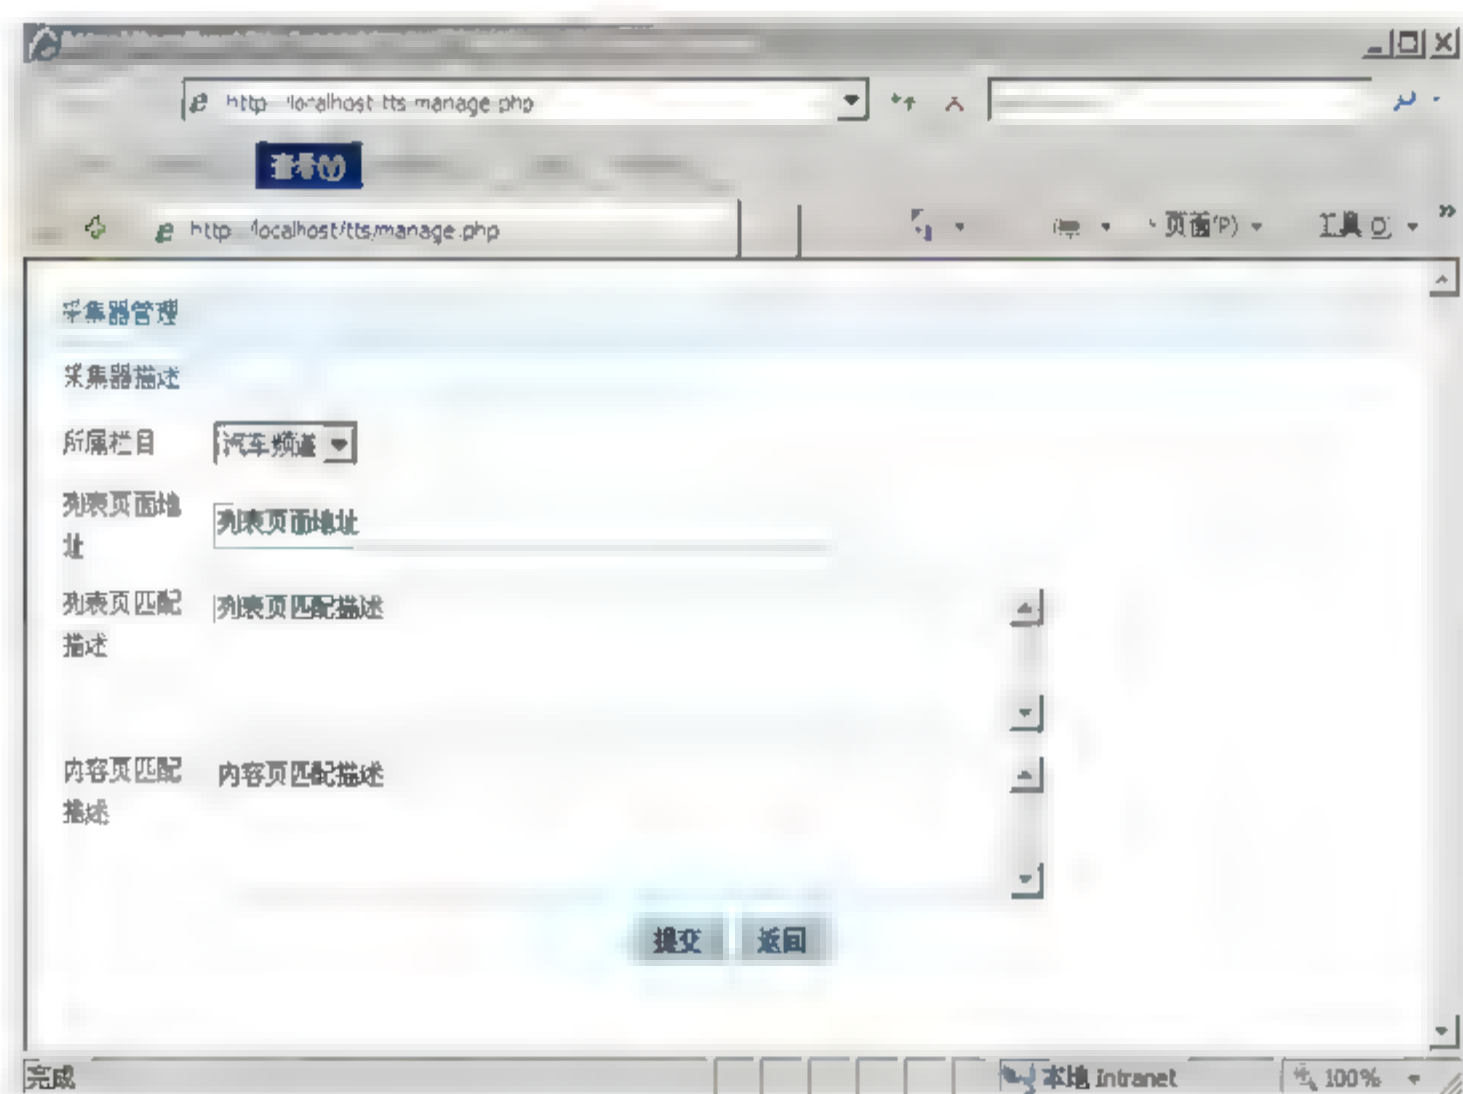 http localhost tts manage.php
查看(Y)
http /localhost/tts/manage.php
页面(P)
工具(O)
采集器管理
采集器描述
所属栏目 汽车频道
列表页面地
址
列表页面地址
列表页匹配
描述
列表页匹配描述
内容页匹配
描述
内容页匹配描述
提交 返回
完成
本地 Intranet
100%